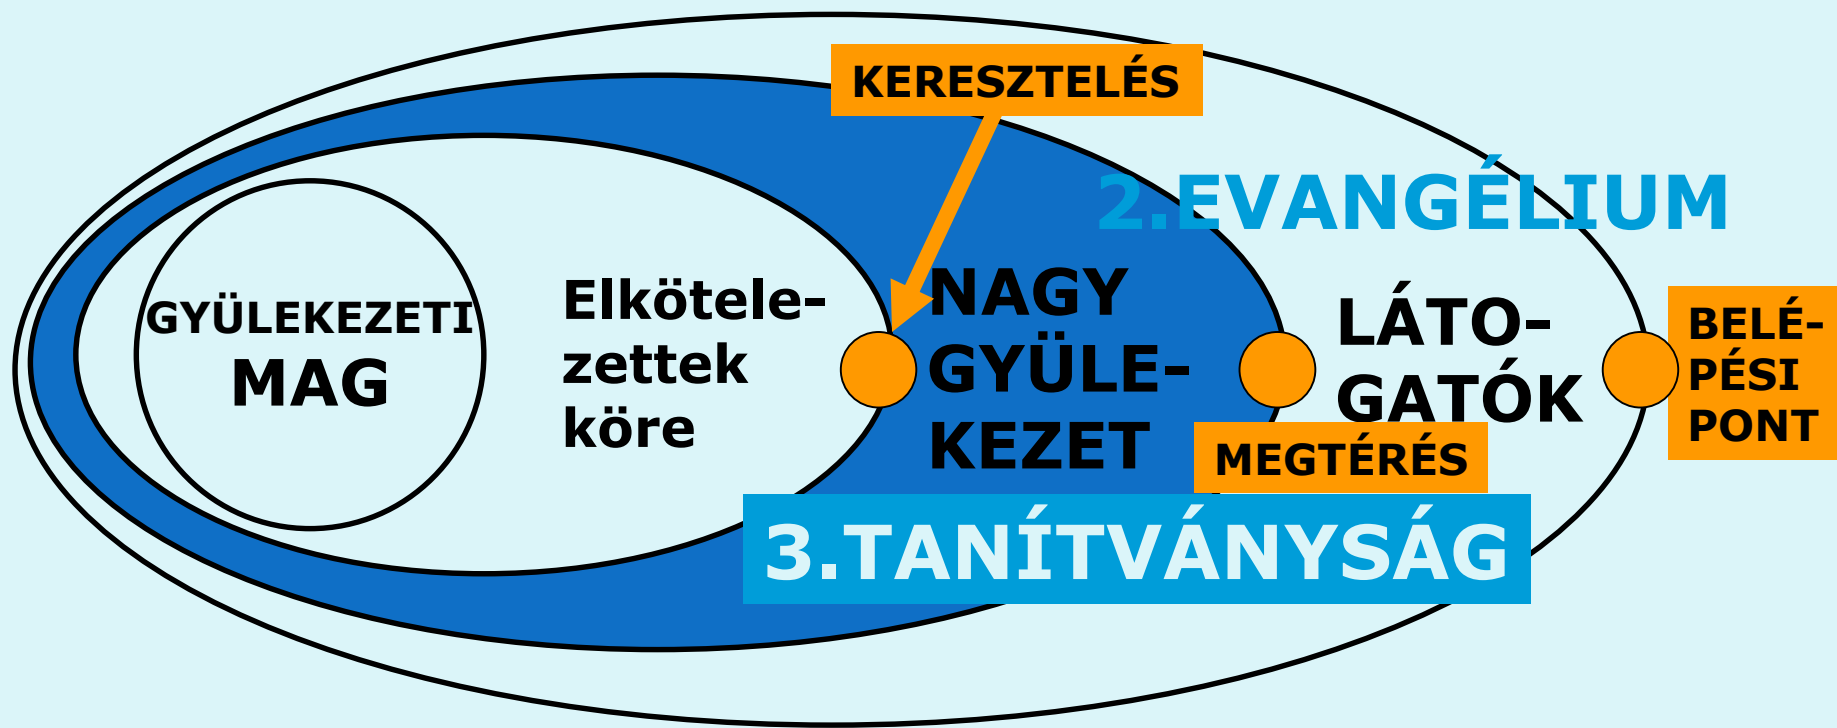 KERESZTELÉS
2.EVANGÉLIUM
GYÜLEKEZETI
MAG
Elkötele-
zettek
köre
NAGY
GYÜLE-
KEZET
LÁTO-
GATÓK
BELÉ-
PÉSI
PONT
MEGTÉRÉS
3.TANÍTVÁNYSÁG